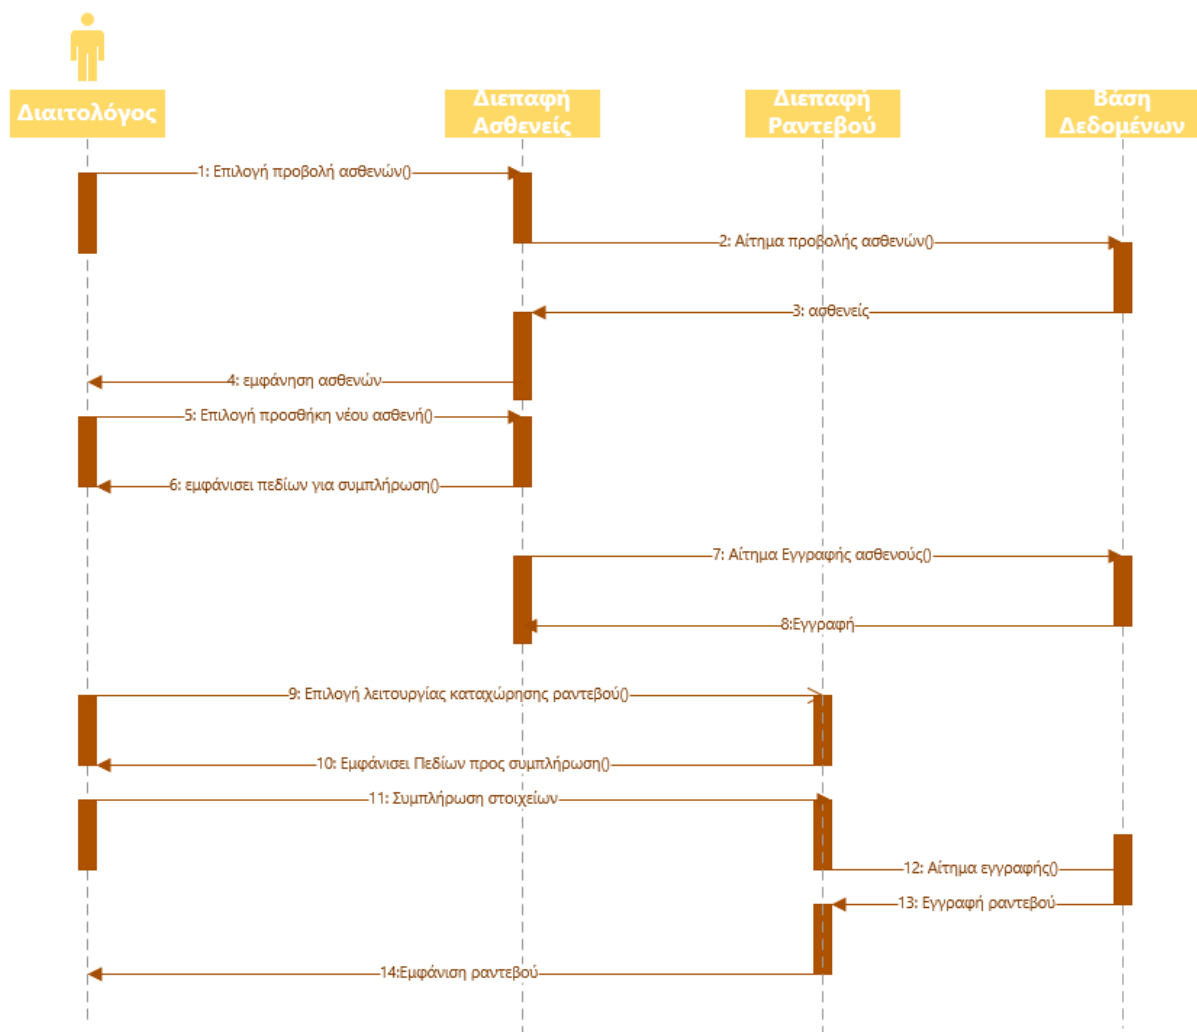 Διαιτολόγος
Διεπαφή
Ασθενείς
Διεπαφή
Ραντεβού
Βάση
Δεδομένων
1: Επιλογή προβολή ασθενών()
2: Αίτημα προβολής ασθενών()
3: ασθενείς
4: εμφάνηση ασθενών
5: Επιλογή προσθήκη νέου ασθενή()
6: εμφάνισει πεδίων για συμπλήρωση()
7: Αίτημα Εγγραφής ασθενούς()
8:Εγγραφή
9: Επιλογή λειτουργίας καταχώρησης ραντεβού()
10: Εμφάνισει Πεδίων προς συμπλήρωση()
11: Συμπλήρωση στοιχείων
12: Αίτημα εγγραφής()
13: Εγγραφή ραντεβού
14:Εμφάνιση ραντεβού